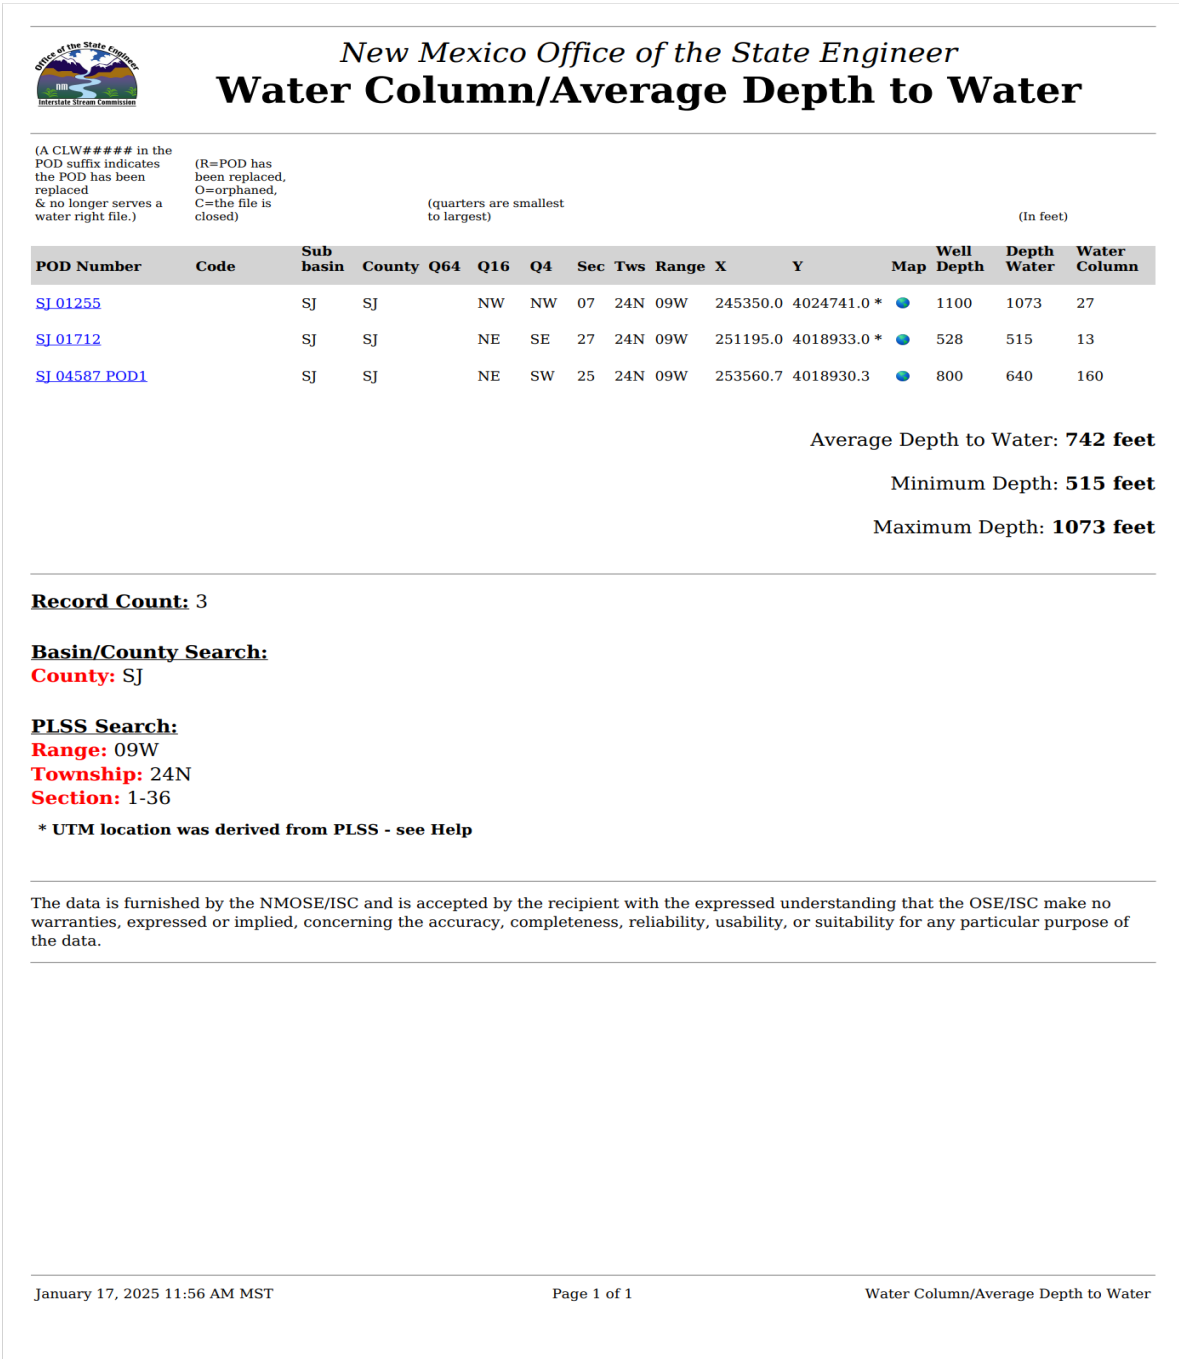 Office of the State Engineer
nm
Interstate Stream Commission
New Mexico Office of the State Engineer
Water Column/Average Depth to Water
(A CLW##### in the
POD suffix indicates
the POD has been
replaced
& no longer serves a
water right file.)
(R=POD has
been replaced,
O=orphaned,
C=the file is
closed)
(quarters are smallest
to largest)
(In feet)
POD Number Code Sub basin County Q64 Q16 Q4 Sec Tws Range X Y Map Well Depth Depth Water Water Column
SJ 01255 SJ SJ NW NW 07 24N 09W 245350.0 4024741.0 * 1100 1073 27
SJ 01712 SJ SJ NE SE 27 24N 09W 251195.0 4018933.0 * 528 515 13
SJ 04587 POD1 SJ SJ NE SW 25 24N 09W 253560.7 4018930.3 800 640 160
Average Depth to Water: 742 feet
Minimum Depth: 515 feet
Maximum Depth: 1073 feet
Record Count: 3
Basin/County Search:
County: SJ
PLSS Search:
Range: 09W
Township: 24N
Section: 1-36
* UTM location was derived from PLSS - see Help
The data is furnished by the NMOSE/ISC and is accepted by the recipient with the expressed understanding that the OSE/ISC make no
warranties, expressed or implied, concerning the accuracy, completeness, reliability, usability, or suitability for any particular purpose of
the data.
January 17, 2025 11:56 AM MST Page 1 of 1 Water Column/Average Depth to Water